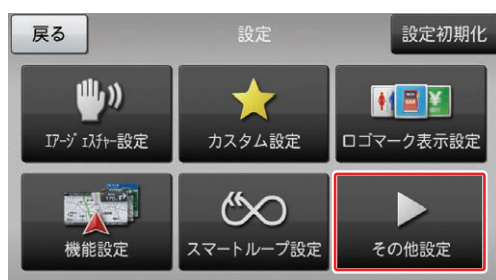 戻る
設定
設定初期化
ｴｱｰｼﾞｪｽﾁｬｰ設定
カスタム設定
ロゴマーク表示設定
機能設定
スマートループ設定
その他設定